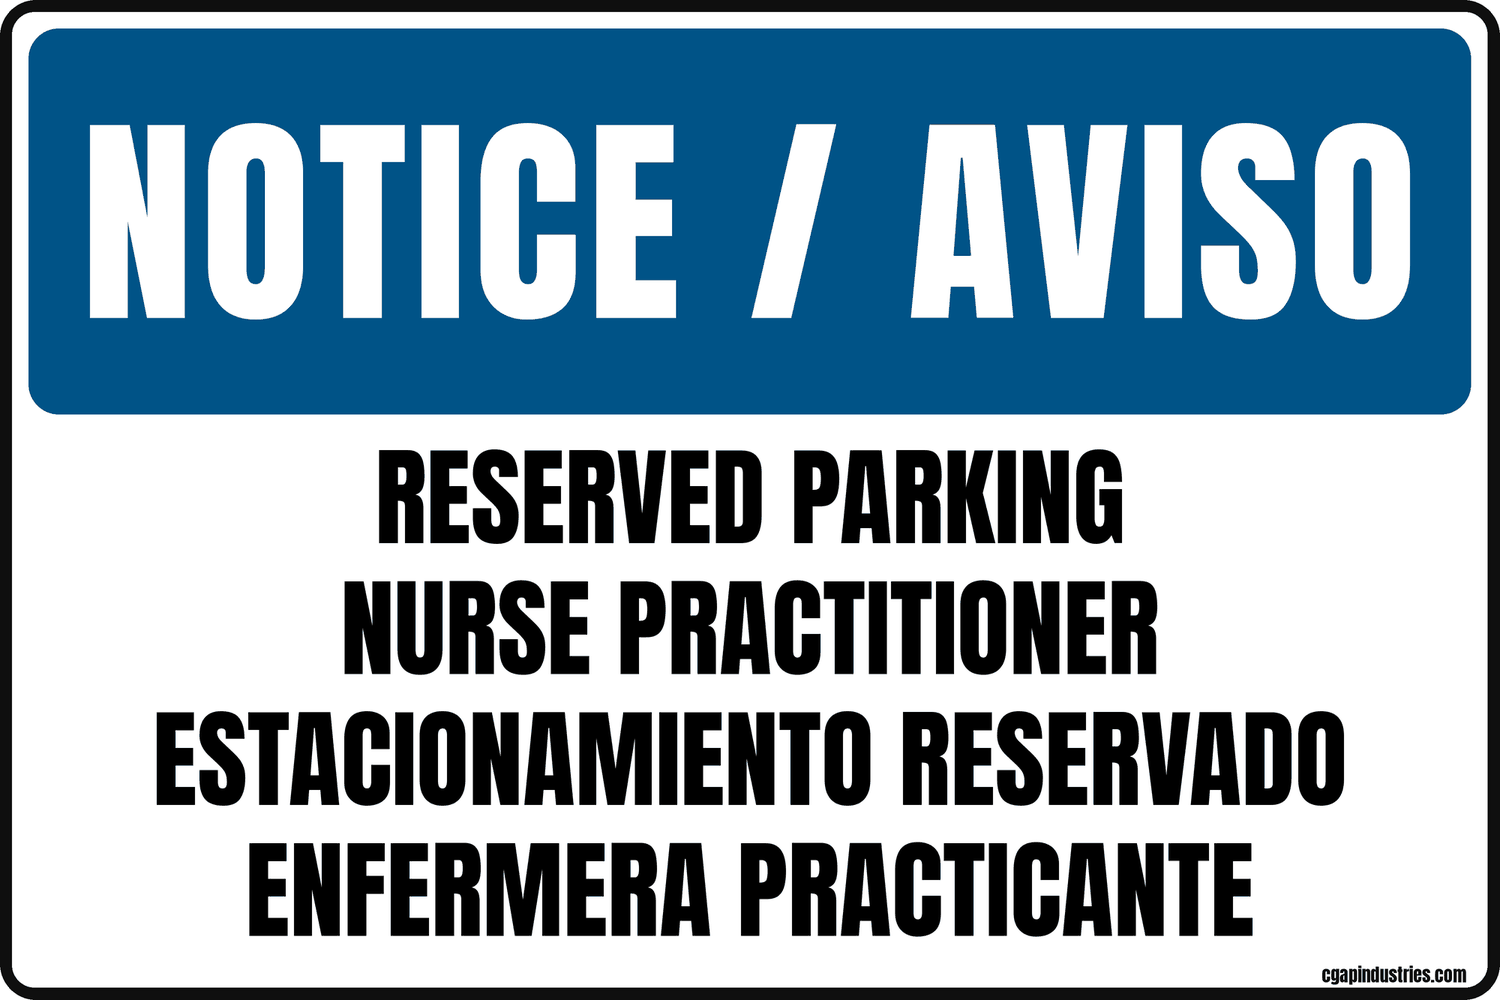 NOTICE / AVISO
RESERVED PARKING
NURSE PRACTITIONER
ESTACIONAMIENTO RESERVADO
ENFERMERA PRACTICANTE
cgapindustries.com